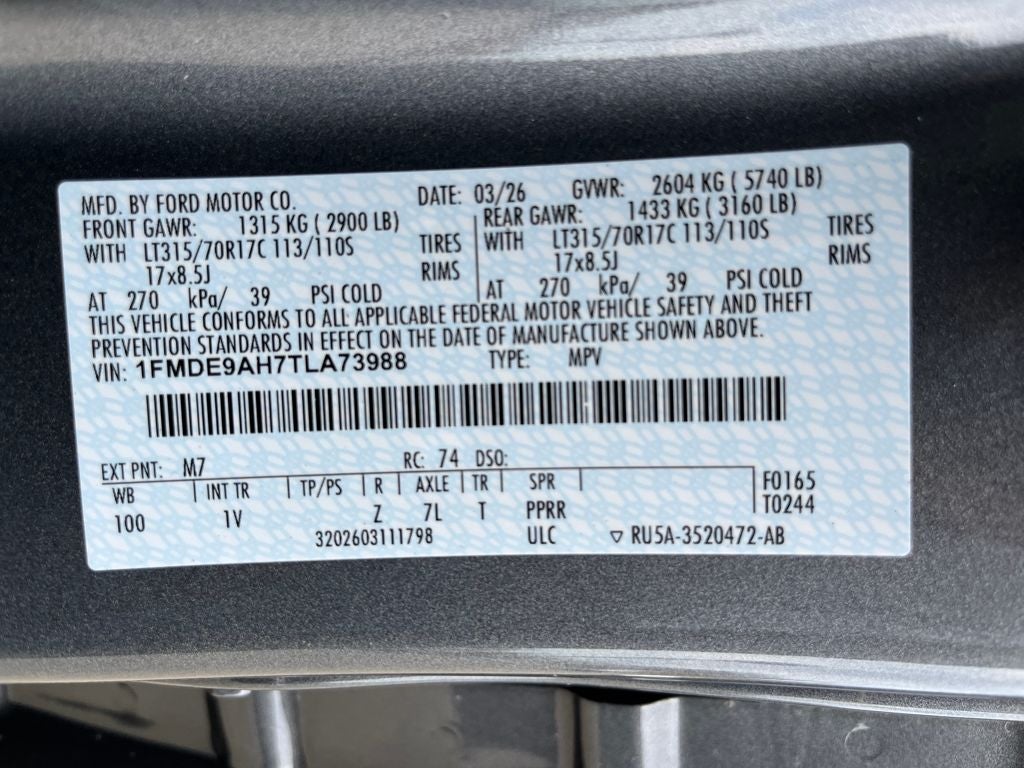 MFD. BY FORD MOTOR CO. DATE: 03/26 GVWR: 2604 KG ( 5740 LB)
FRONT GAWR: 1315 KG ( 2900 LB) REAR GAWR: 1433 KG ( 3160 LB)
WITH LT315/70R17C 113/110S TIRES WITH LT315/70R17C 113/110S TIRES
17x8.5J RIMS 17x8.5J RIMS
AT 270 kPa/ 39 PSI COLD AT 270 kPa/ 39 PSI COLD
THIS VEHICLE CONFORMS TO ALL APPLICABLE FEDERAL MOTOR VEHICLE SAFETY AND THEFT
PREVENTION STANDARDS IN EFFECT ON THE DATE OF MANUFACTURE SHOWN ABOVE.
VIN: 1FMDE9AH7TLA73988 TYPE: MPV
EXT PNT: M7 RC: 74 DSO:
WB INT TR TP/PS R AXLE TR SPR F0165
100 1V Z 7L T PPRR T0244
3202603111798 ULC ▽ RU5A-3520472-AB